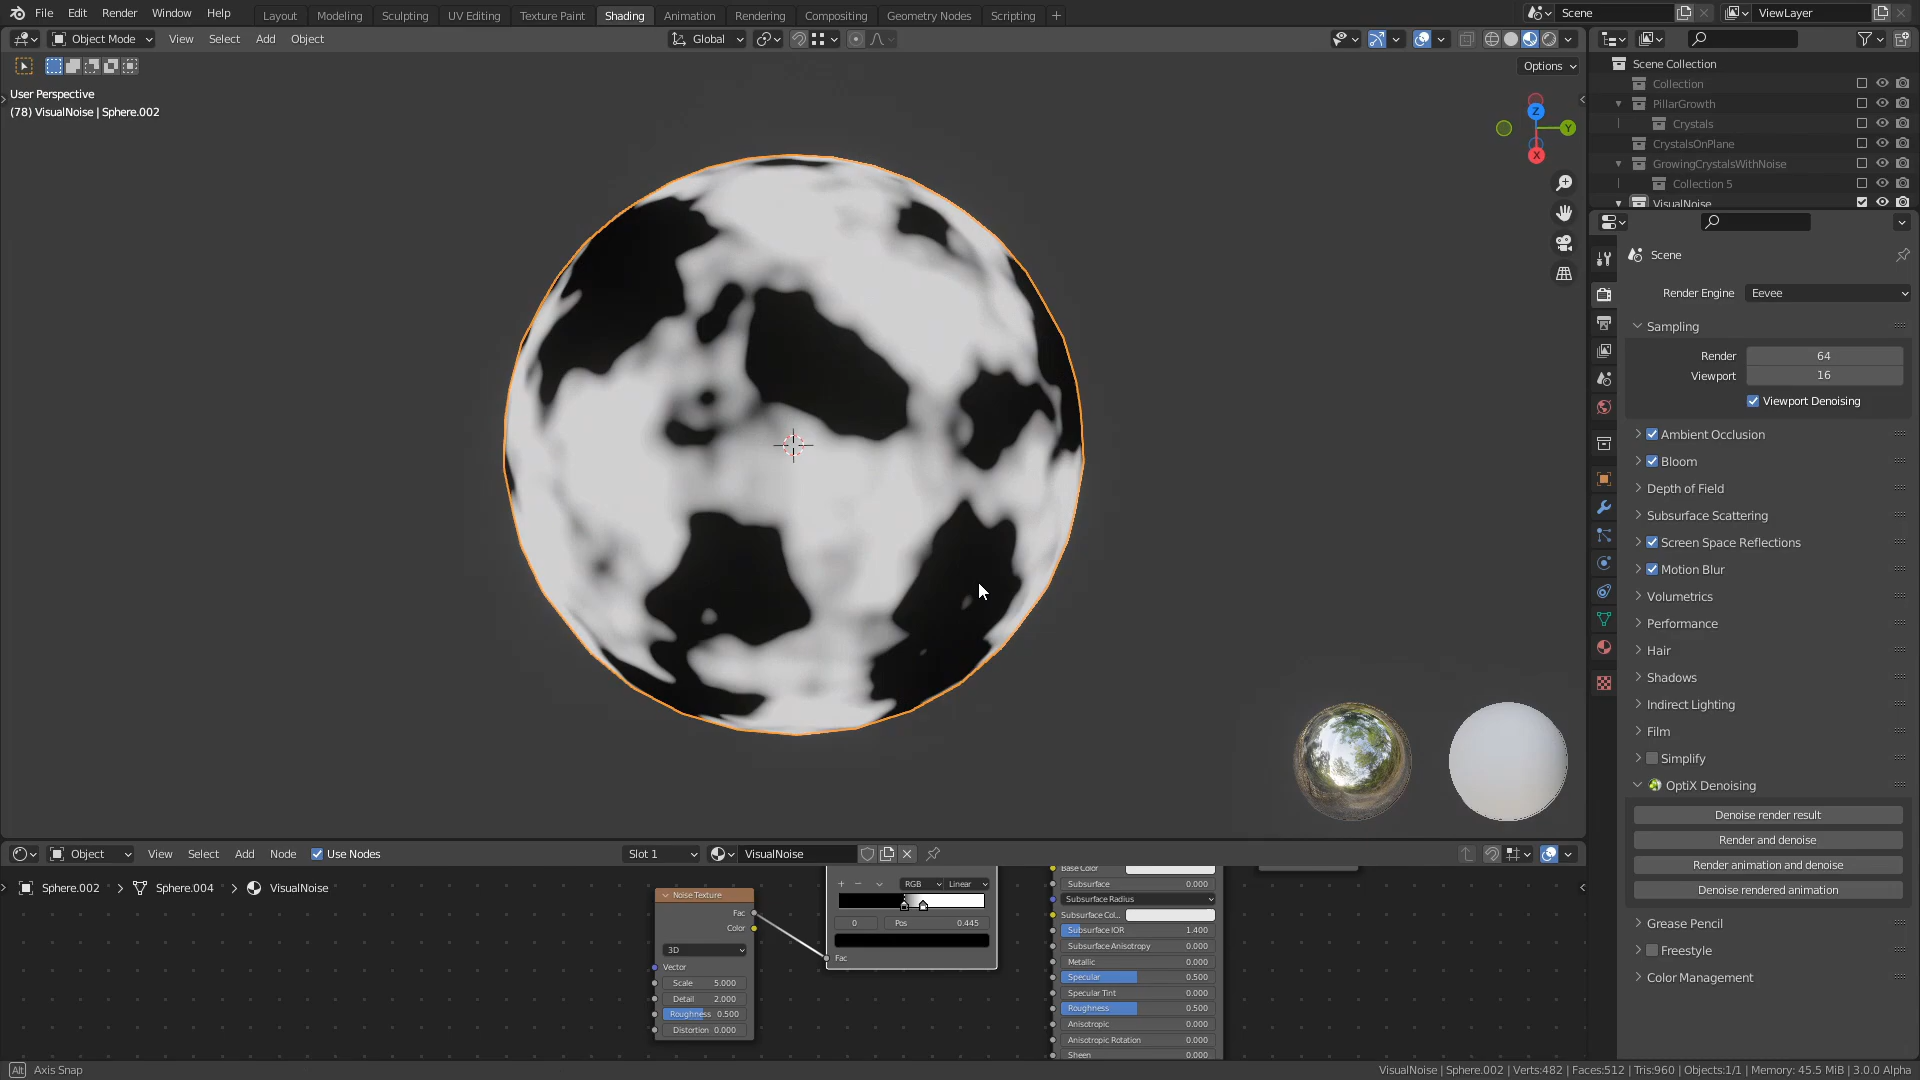 File Edit Render Window Help Layout Modeling Sculpting UV Editing Texture Paint Shading Animation Rendering Compositing Geometry Nodes Scripting + Scene ViewLayer
Object Mode View Select Add Object Global
Options
User Perspective
(78) VisualNoise | Sphere.002
Z
Y
X
Scene Collection
Collection
PillarGrowth
Crystals
CrystalsOnPlane
GrowingCrystalsWithNoise
Collection 5
VisualNoise
Scene
Render Engine Eevee
Sampling
Render 64
Viewport 16
Viewport Denoising
Ambient Occlusion
Bloom
Depth of Field
Subsurface Scattering
Screen Space Reflections
Motion Blur
Volumetrics
Performance
Hair
Shadows
Indirect Lighting
Film
Simplify
OptiX Denoising
Denoise render result
Render and denoise
Render animation and denoise
Denoise rendered animation
Grease Pencil
Freestyle
Color Management
Object View Select Add Node Use Nodes Slot 1 VisualNoise
Sphere.002 > Sphere.004 > VisualNoise
Noise Texture
Fac
Color
3D
Vector
Scale 5.000
Detail 2.000
Roughness 0.500
Distortion 0.000
RGB Linear
0 Pos 0.445
Fac
Base Color
Subsurface 0.000
Subsurface Radius
Subsurface Col...
Subsurface IOR 1.400
Subsurface Anisotropy 0.000
Metallic 0.000
Specular 0.500
Specular Tint 0.000
Roughness 0.500
Anisotropic 0.000
Anisotropic Rotation 0.000
Sheen 0.000
Alt Axis Snap
VisualNoise | Sphere.002 | Verts:482 | Faces:512 | Tris:960 | Objects:1/1 | Memory: 45.5 MiB | 3.0.0 Alpha